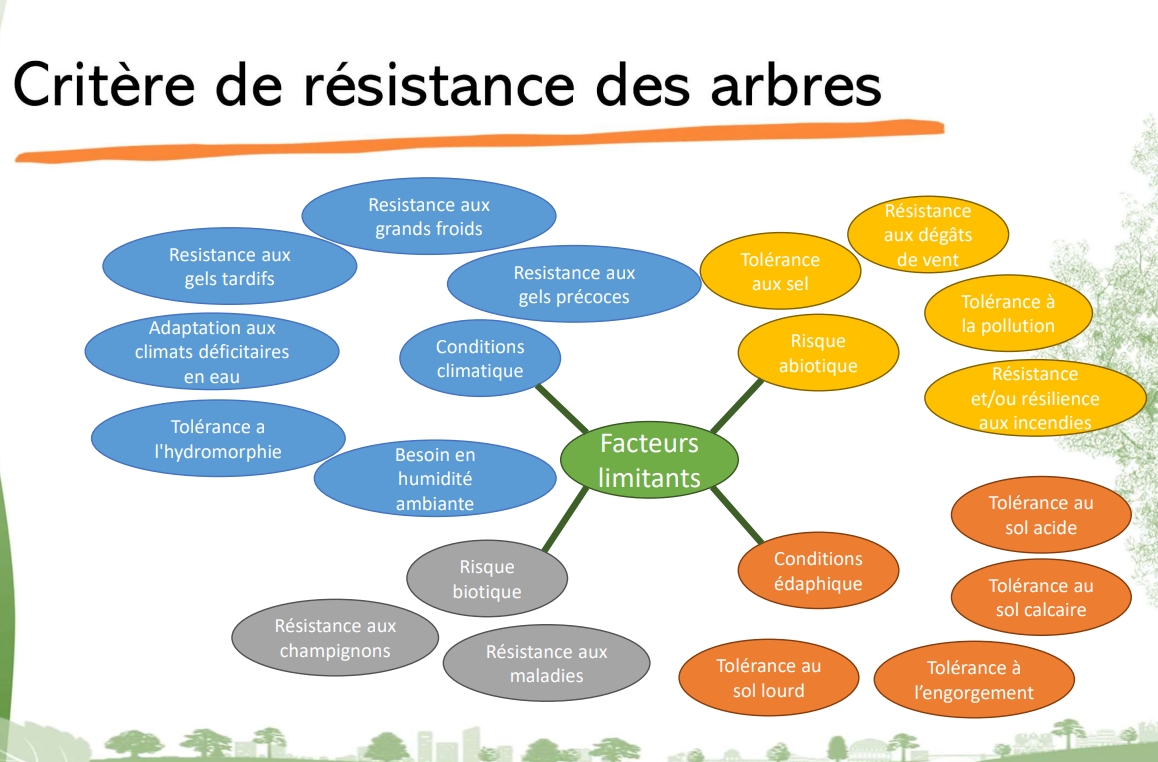 Critère de résistance des arbres
Resistance aux
grands froids
Resistance aux
gels tardifs
Resistance aux
gels précoces
Adaptation aux
climats déficitaires
en eau
Conditions
climatique
Tolérance a
l'hydromorphie
Besoin en
humidité
ambiante
Résistance
aux dégâts
de vent
Tolérance
aux sel
Tolérance à
la pollution
Risque
abiotique
Résistance
et/ou résilience
aux incendies
Facteurs
limitants
Risque
biotique
Résistance aux
champignons
Résistance aux
maladies
Conditions
édaphique
Tolérance au
sol acide
Tolérance au
sol calcaire
Tolérance au
sol lourd
Tolérance à
l’engorgement